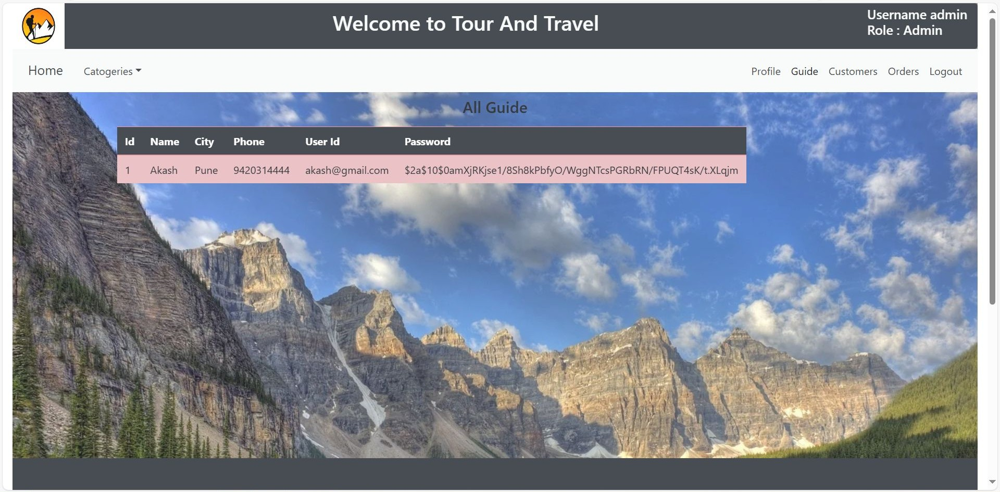 Welcome to Tour And Travel
Username admin
Role : Admin
Home Catogeries Profile Guide Customers Orders Logout
All Guide
Id Name City Phone User Id Password
1 Akash Pune 9420314444 akash@gmail.com $2a$10$0amXjRKjse1/8Sh8kPbfyO/WggNTcsPGRbRN/FPUQT4sK/t.XLqjm